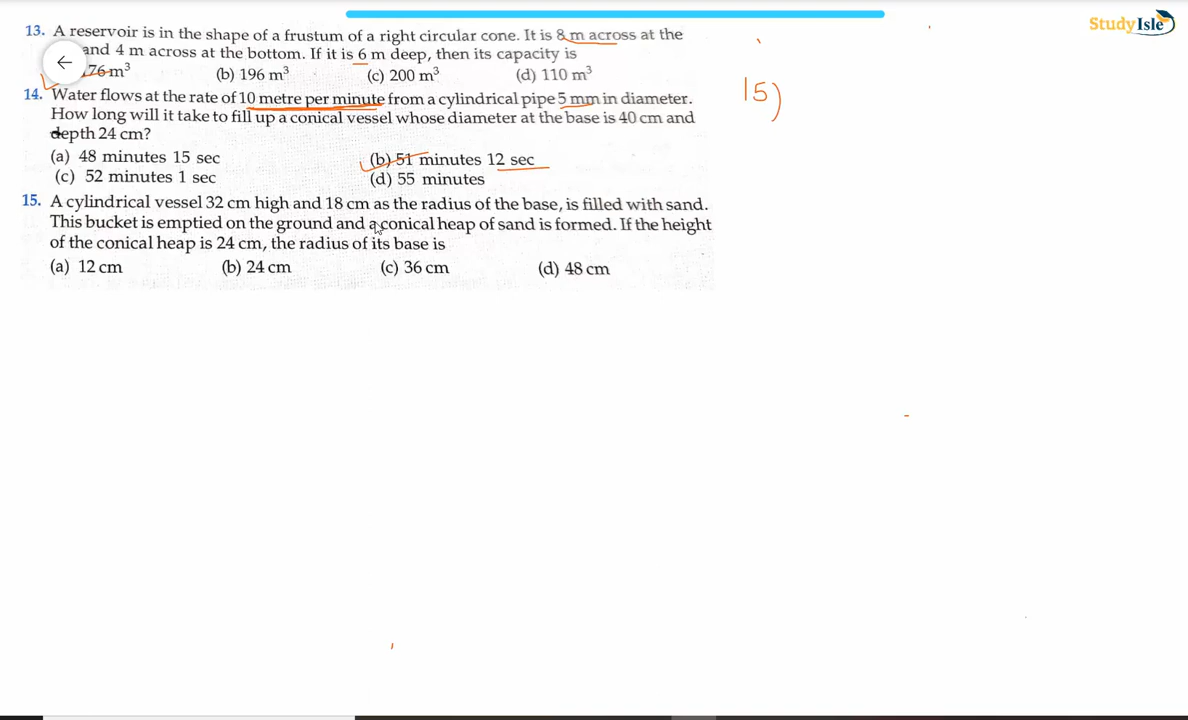 Study Isle
13. A reservoir is in the shape of a frustum of a right circular cone. It is 8 m across at the
and 4 m across at the bottom. If it is 6 m deep, then its capacity is
76 m³ (b) 196 m³ (c) 200 m³ (d) 110 m³
14. Water flows at the rate of 10 metre per minute from a cylindrical pipe 5 mm in diameter.
How long will it take to fill up a conical vessel whose diameter at the base is 40 cm and
depth 24 cm?
(a) 48 minutes 15 sec (b) 51 minutes 12 sec
(c) 52 minutes 1 sec (d) 55 minutes
15. A cylindrical vessel 32 cm high and 18 cm as the radius of the base, is filled with sand.
This bucket is emptied on the ground and a conical heap of sand is formed. If the height
of the conical heap is 24 cm, the radius of its base is
(a) 12 cm (b) 24 cm (c) 36 cm (d) 48 cm
15)